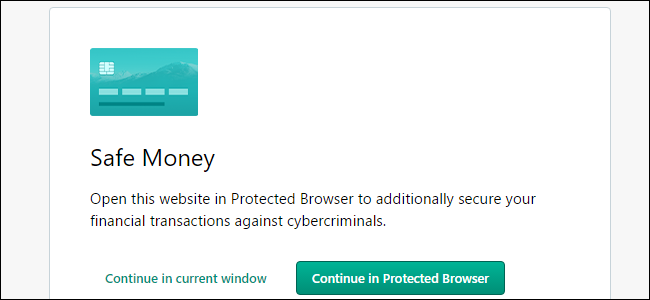 Safe Money
Open this website in Protected Browser to additionally secure your
financial transactions against cybercriminals.
Continue in current window Continue in Protected Browser